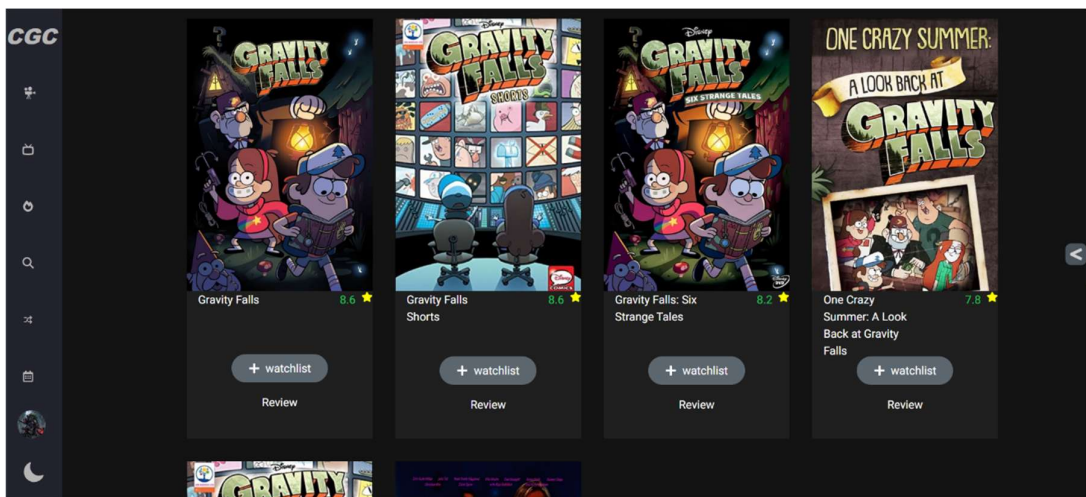 CGC
GRAVITY
FALLS
Disney
GRAVITY
FALLS
SHORTS
Disney
GRAVITY
FALLS
SIX STRANGE TALES
ONE CRAZY SUMMER:
A LOOK BACK AT
GRAVITY
FALLS
Gravity Falls 8.6
Gravity Falls 8.6
Shorts
Gravity Falls: Six 8.2
Strange Tales
One Crazy 7.8
Summer: A Look
Back at Gravity
Falls
+ watchlist
+ watchlist
+ watchlist
+ watchlist
Review
Review
Review
Review
Disney
GRAVITY